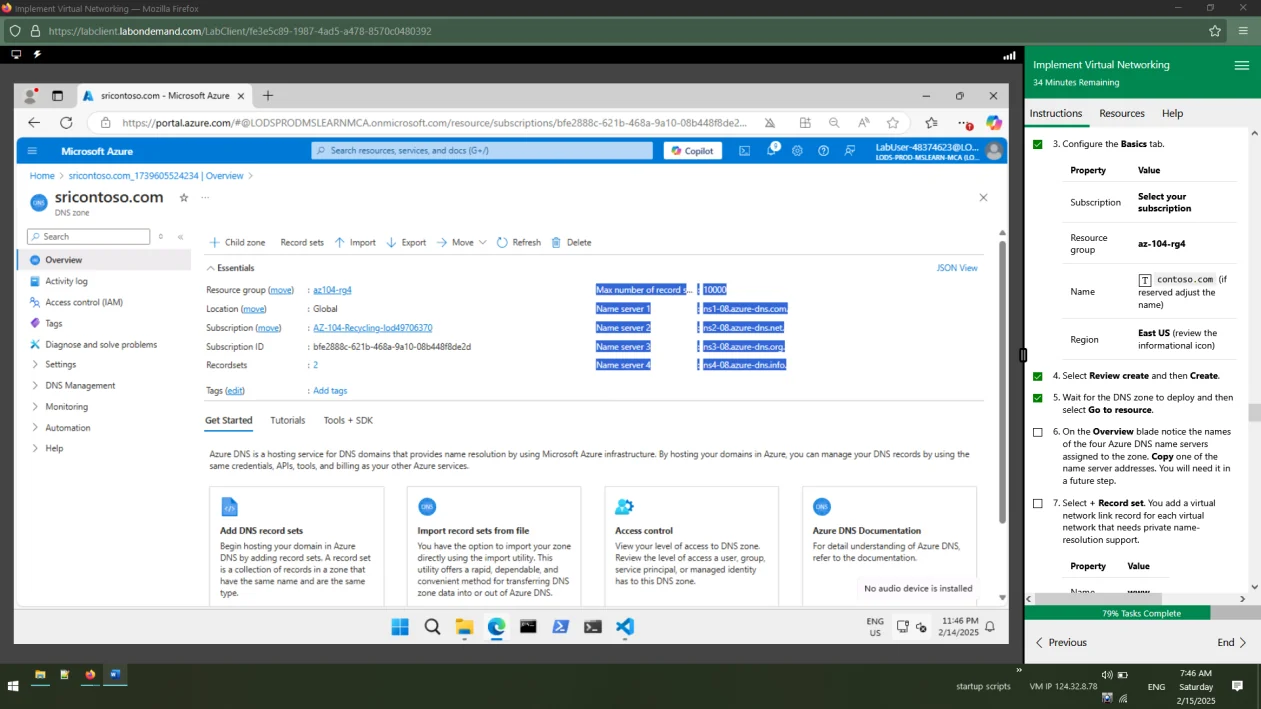 Implement Virtual Networking — Mozilla Firefox
https://labclient.labondemand.com/LabClient/fe3e5c89-1987-4ad5-a478-8570c0480392
sricontoso.com - Microsoft Azure
https://portal.azure.com/#@LODSPRODMSLEARNMCA.onmicrosoft.com/resource/subscriptions/bfe2888c-621b-468a-9a10-08b448f8de2...
Microsoft Azure
Search resources, services, and docs (G+/)
Copilot
LabUser-48374623@LO...
LODS-PROD-MSLEARN-MCA (LO...
Home > sricontoso.com_1739605524234 | Overview >
sricontoso.com
DNS zone
Search
Overview
Activity log
Access control (IAM)
Tags
Diagnose and solve problems
Settings
DNS Management
Monitoring
Automation
Help
Child zone Record sets Import Export Move Refresh Delete
Essentials
JSON View
Resource group (move) : az104-rg4
Location (move) : Global
Subscription (move) : AZ-104-Recycling-lod49706370
Subscription ID : bfe2888c-621b-468a-9a10-08b448f8de2d
Recordsets : 2
Max number of record s... : 10000
Name server 1 : ns1-08.azure-dns.com.
Name server 2 : ns2-08.azure-dns.net.
Name server 3 : ns3-08.azure-dns.org.
Name server 4 : ns4-08.azure-dns.info.
Tags (edit) : Add tags
Get Started Tutorials Tools + SDK
Azure DNS is a hosting service for DNS domains that provides name resolution by using Microsoft Azure infrastructure. By hosting your domains in Azure, you can manage your DNS records by using the
same credentials, APIs, tools, and billing as your other Azure services.
Add DNS record sets
Begin hosting your domain in Azure
DNS by adding record sets. A record set
is a collection of records in a zone that
have the same name and are the same
type.
DNS
Import record sets from file
You have the option to import your zone
directly using the import utility. This
utility offers a rapid, dependable, and
convenient method for transferring DNS
zone data into or out of Azure DNS.
Access control
View your level of access to DNS zone.
Review the level of access a user, group,
service principal, or managed identity
has to this DNS zone.
DNS
Azure DNS Documentation
For detail understanding of Azure DNS,
refer to the documentation.
No audio device is installed
ENG
US
11:46 PM
2/14/2025
Implement Virtual Networking
34 Minutes Remaining
Instructions Resources Help
3. Configure the Basics tab.
Property Value
Subscription Select your
subscription
Resource
group az-104-rg4
Name contoso.com (if
reserved adjust the
name)
Region East US (review the
informational icon)
4. Select Review create and then Create.
5. Wait for the DNS zone to deploy and then
select Go to resource.
6. On the Overview blade notice the names
of the four Azure DNS name servers
assigned to the zone. Copy one of the
name server addresses. You will need it in
a future step.
7. Select + Record set. You add a virtual
network link record for each virtual
network that needs private name-
resolution support.
Property Value
Name www
79% Tasks Complete
Previous End
startup scripts
VM IP 124.32.8.78
ENG
7:46 AM
Saturday
2/15/2025